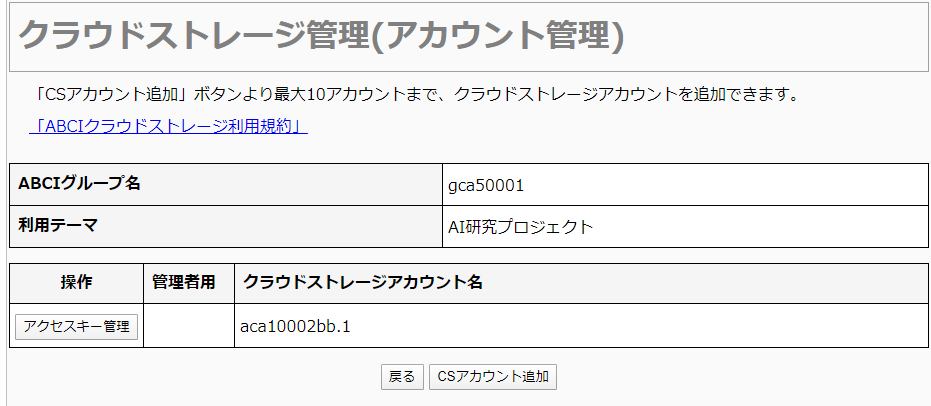 クラウドストレージ管理(アカウント管理)
「CSアカウント追加」ボタンより最大10アカウントまで、クラウドストレージアカウントを追加できます。
「ABCIクラウドストレージ利用規約」
ABCIグループ名 gca50001
利用テーマ AI研究プロジェクト
操作 管理者用 クラウドストレージアカウント名
アクセスキー管理 aca10002bb.1
戻る CSアカウント追加